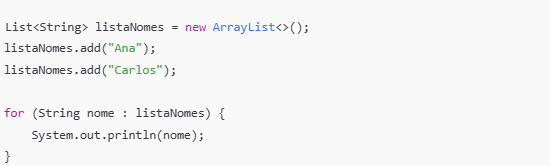 List<String> listaNomes = new ArrayList<>();
listaNomes.add("Ana");
listaNomes.add("Carlos");
for (String nome : listaNomes) {
    System.out.println(nome);
}